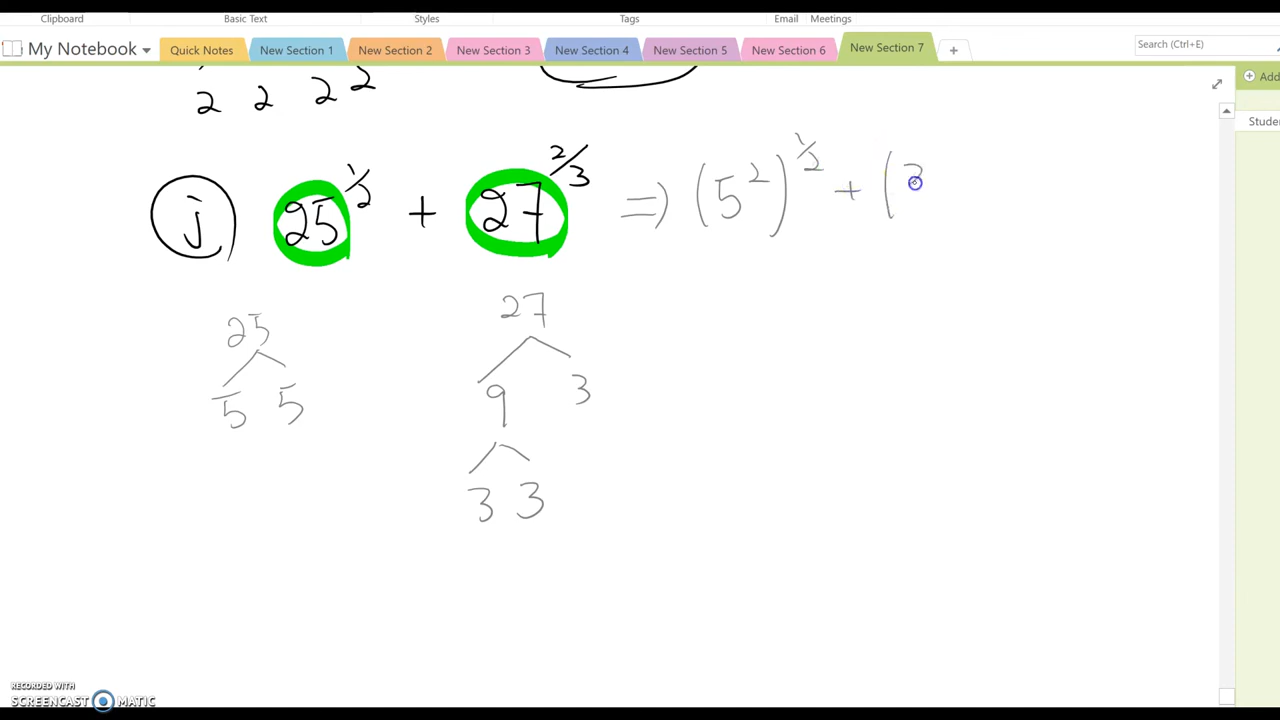 Clipboard Basic Text Styles Tags Email Meetings
My Notebook Quick Notes New Section 1 New Section 2 New Section 3 New Section 4 New Section 5 New Section 6 New Section 7 + Search (Ctrl+E)
Add
Studen
2 2 2 2
j 25^1/2 + 27^2/3 => (5^2)^1/2 + (3
25 27
5 5 9 3
3 3
RECORDED WITH
SCREENCAST MATIC